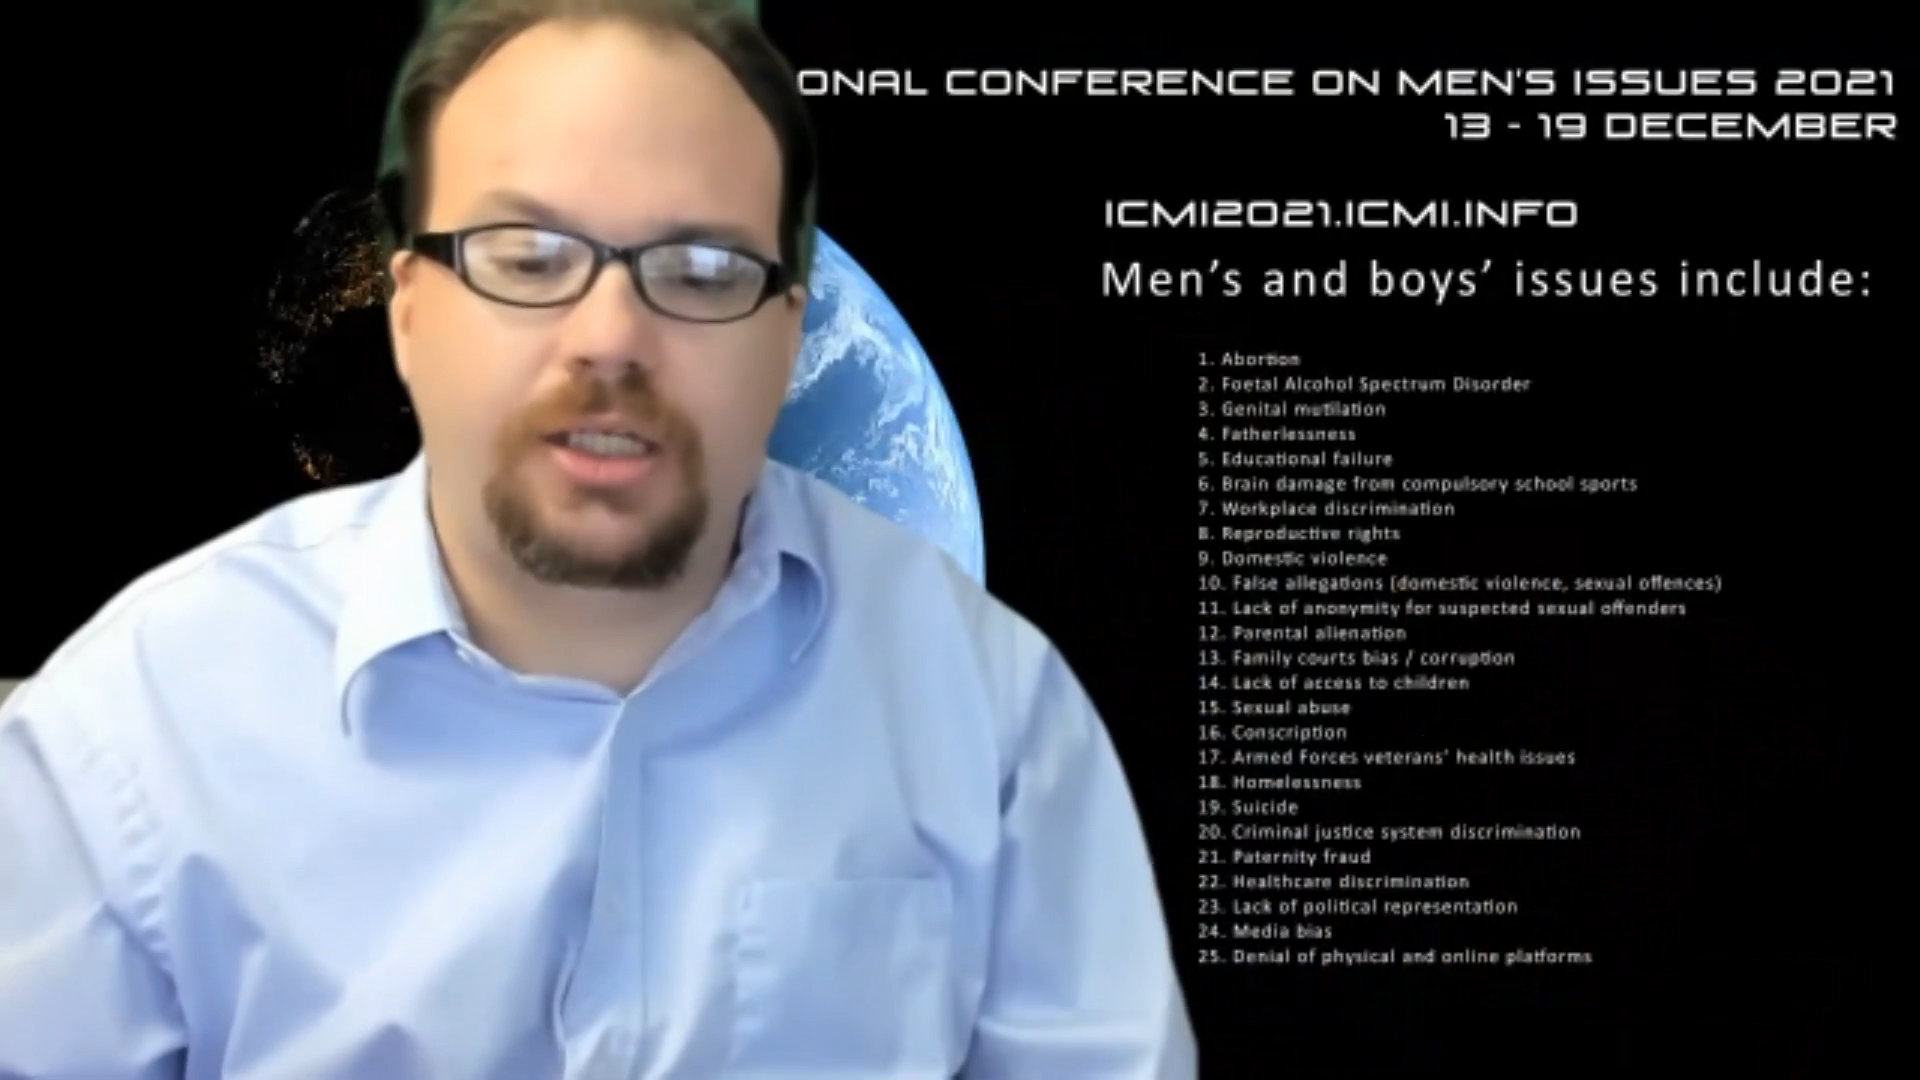 ONAL CONFERENCE ON MEN'S ISSUES 2021
13 - 19 DECEMBER
ICMI2021.ICMI.INFO
Men's and boys' issues include:
1. Abortion
2. Foetal Alcohol Spectrum Disorder
3. Genital mutilation
4. Fatherlessness
5. Educational failure
6. Brain damage from compulsory school sports
7. Workplace discrimination
8. Reproductive rights
9. Domestic violence
10. False allegations (domestic violence, sexual offences)
11. Lack of anonymity for suspected sexual offenders
12. Parental alienation
13. Family courts bias / corruption
14. Lack of access to children
15. Sexual abuse
16. Conscription
17. Armed Forces veterans' health issues
18. Homelessness
19. Suicide
20. Criminal justice system discrimination
21. Paternity fraud
22. Healthcare discrimination
23. Lack of political representation
24. Media bias
25. Denial of physical and online platforms